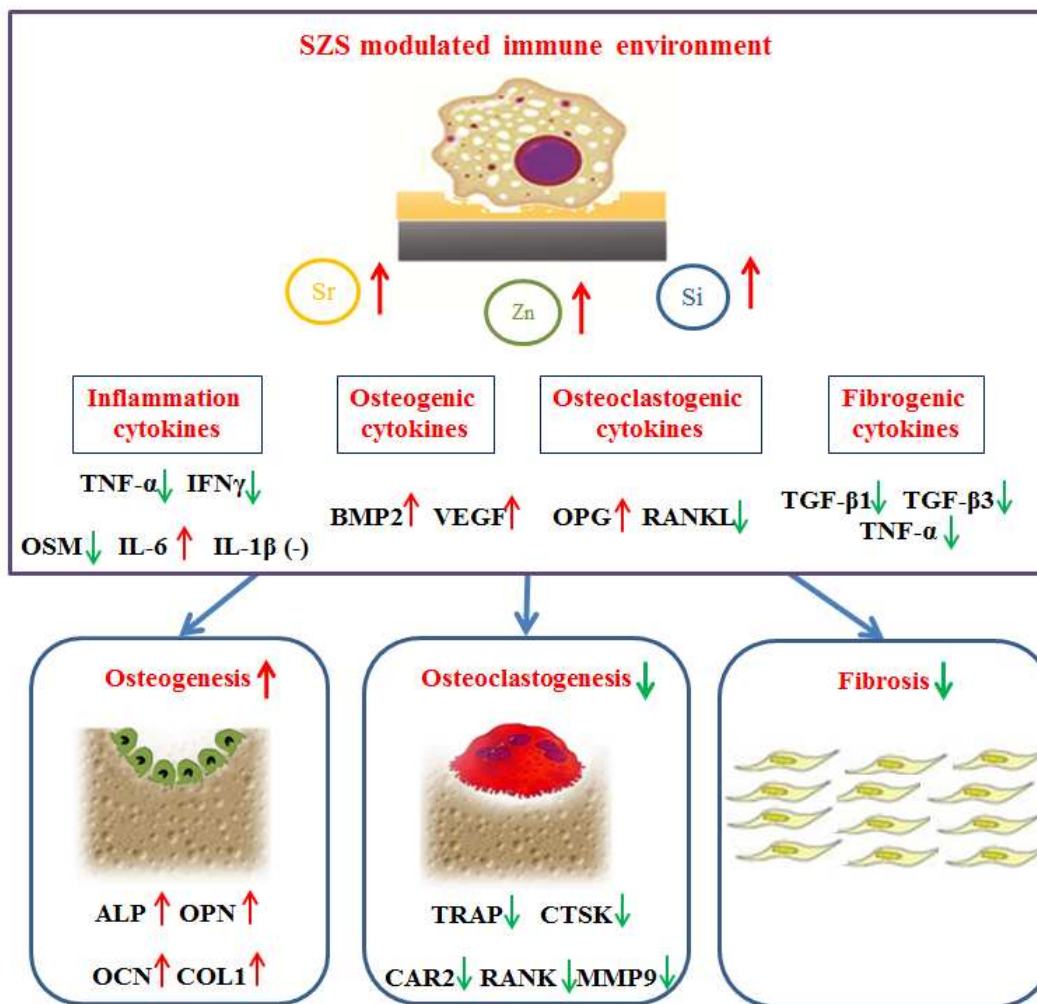 SZS modulated immune environment
Sr ↑ Zn ↑ Si ↑
Inflammation
cytokines
TNF-α↓ IFNγ↓
OSM↓ IL-6 ↑ IL-1β (-)
Osteogenic
cytokines
BMP2↑ VEGF↑
Osteoclastogenic
cytokines
OPG↑ RANKL↓
Fibrogenic
cytokines
TGF-β1↓ TGF-β3↓
TNF-α ↓
Osteogenesis↑
ALP ↑ OPN↑
OCN↑ COL1↑
Osteoclastogenesis↓
TRAP↓ CTSK↓
CAR2↓ RANK↓MMP9↓
Fibrosis↓